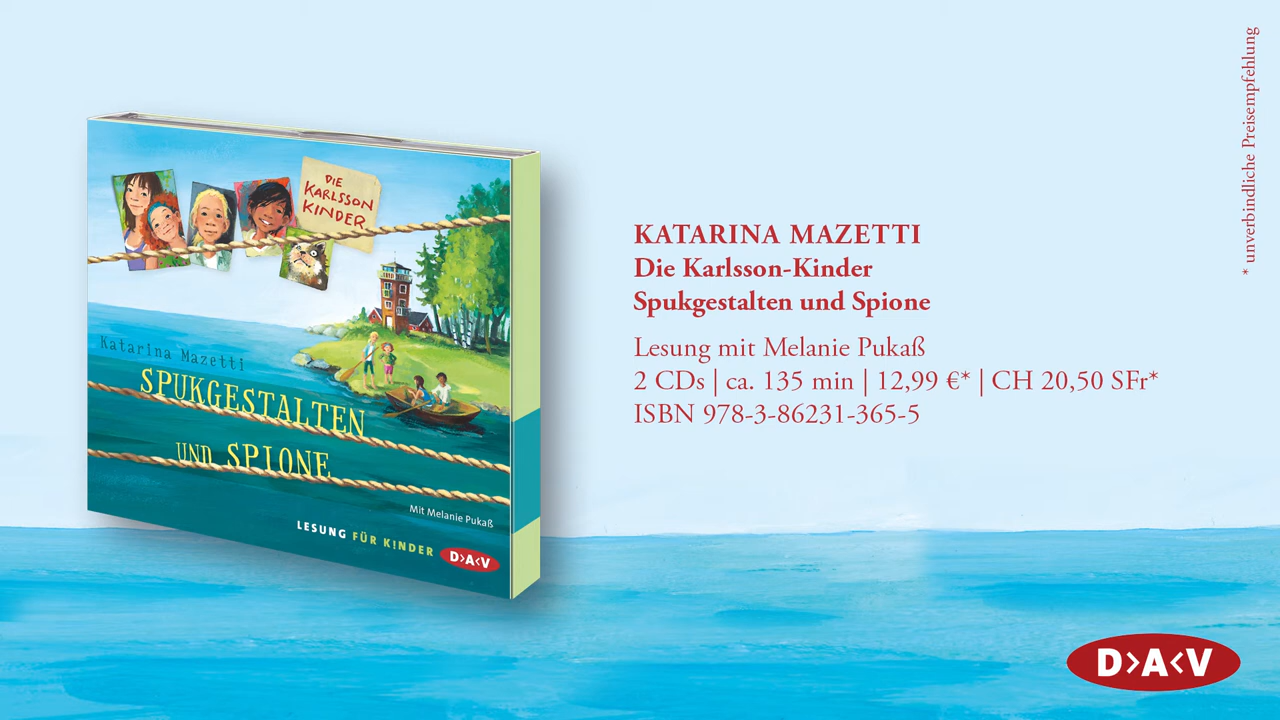 DIE
KARLSSON
KINDER
Katarina Mazetti
SPUKGESTALTEN
UND SPIONE
Mit Melanie Pukaß
LESUNG FÜR K!NDER
D>A<V
KATARINA MAZETTI
Die Karlsson-Kinder
Spukgestalten und Spione
Lesung mit Melanie Pukaß
2 CDs | ca. 135 min | 12,99 €* | CH 20,50 SFr*
ISBN 978-3-86231-365-5
* unverbindliche Preisempfehlung
D>A<V